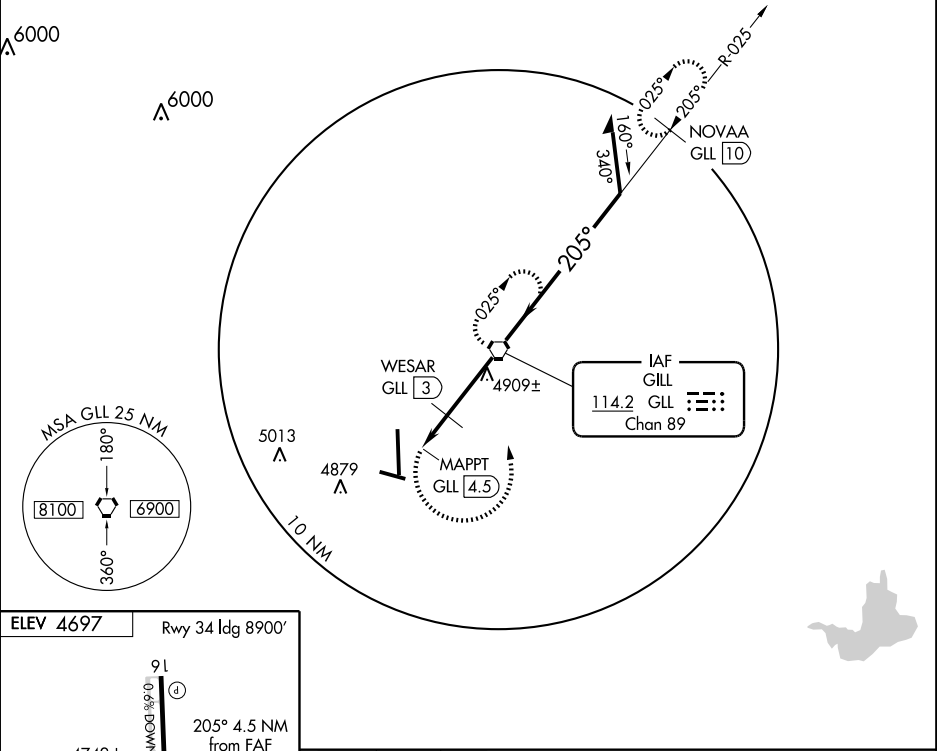 6000
6000
R-025
025°
205°
NOVAA
GLL 10
160°
340°
205°
025°
WESAR
GLL 3
4909±
IAF
GILL
114.2 GLL
Chan 89
5013
4879
MAPPT
GLL 4.5
10 NM
MSA GLL 25 NM
180°
8100
6900
360°
ELEV 4697
Rwy 34 ldg 8900'
16
P
0.6% DOWN
205° 4.5 NM
from FAF